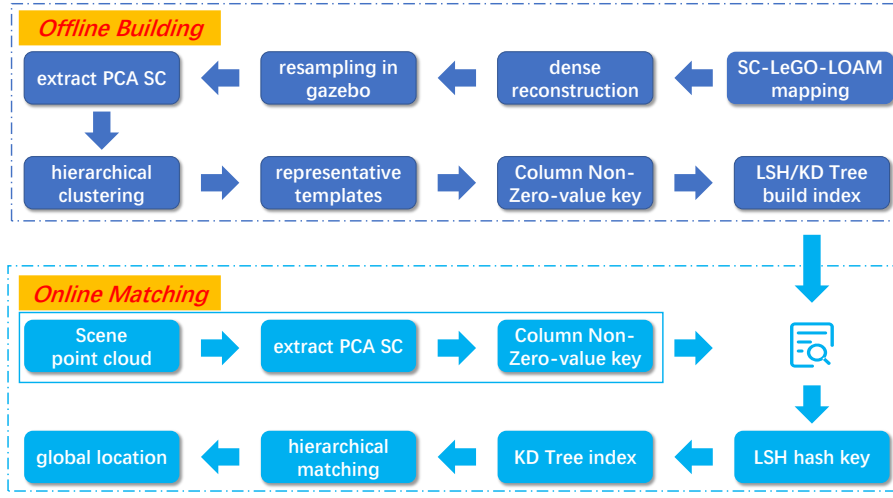 Offline Building
extract PCA SC
resampling in
gazebo
dense
reconstruction
SC-LeGO-LOAM
mapping
hierarchical
clustering
representative
templates
Column Non-
Zero-value key
LSH/KD Tree
build index
Online Matching
Scene
point cloud
extract PCA SC
Column Non-
Zero-value key
global location
hierarchical
matching
KD Tree index
LSH hash key